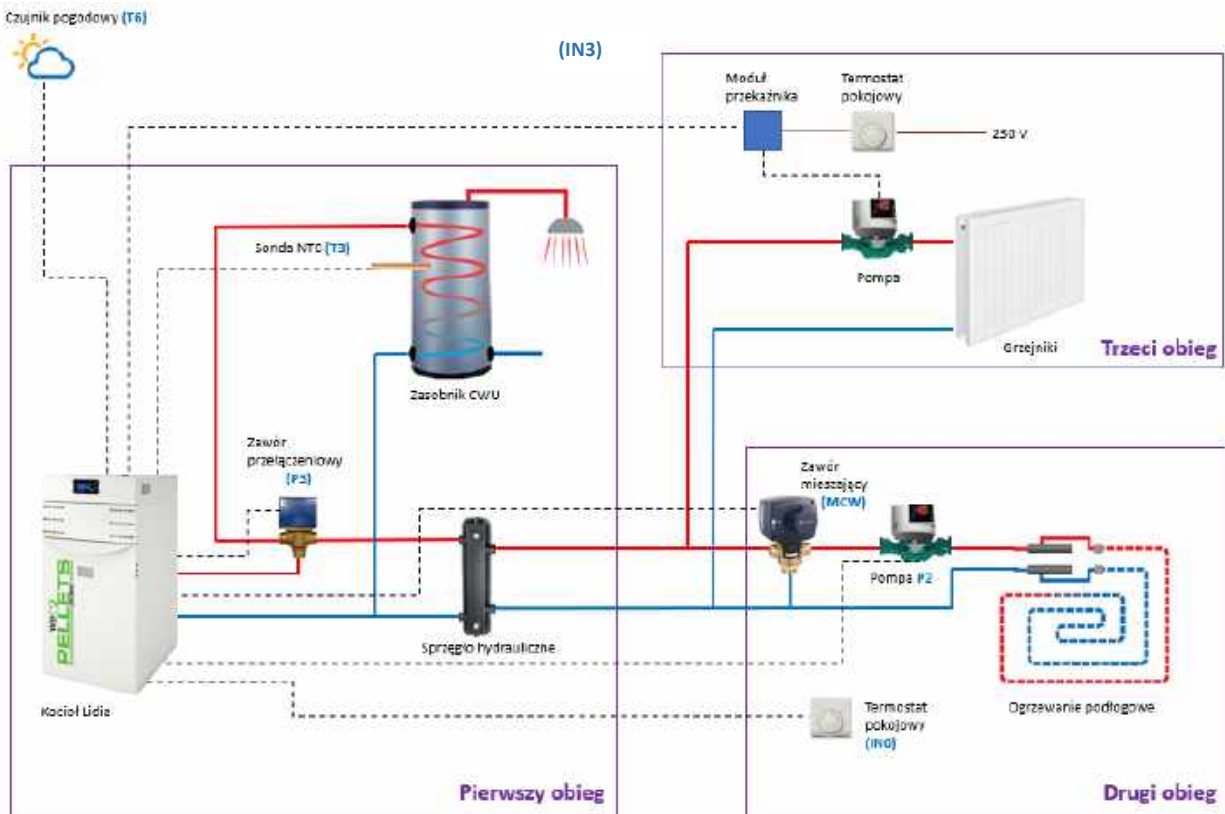 Czujnik pogodowy (T6)
(IN3)
Moduł
przekaźnika
Termostat
pokojowy
230 V
Pompa
Grzejniki
Trzeci obieg
Sonda NTC (T3)
Zasobnik CWU
Zawór
przełączeniowy
(P3)
Sprzęgło hydrauliczne
PELLETS
Kocioł Lidia
Pierwszy obieg
Zawór
mieszający
(MCW)
Pompa P2
Ogrzewanie podłogowe
Termostat
pokojowy
(IN0)
Drugi obieg